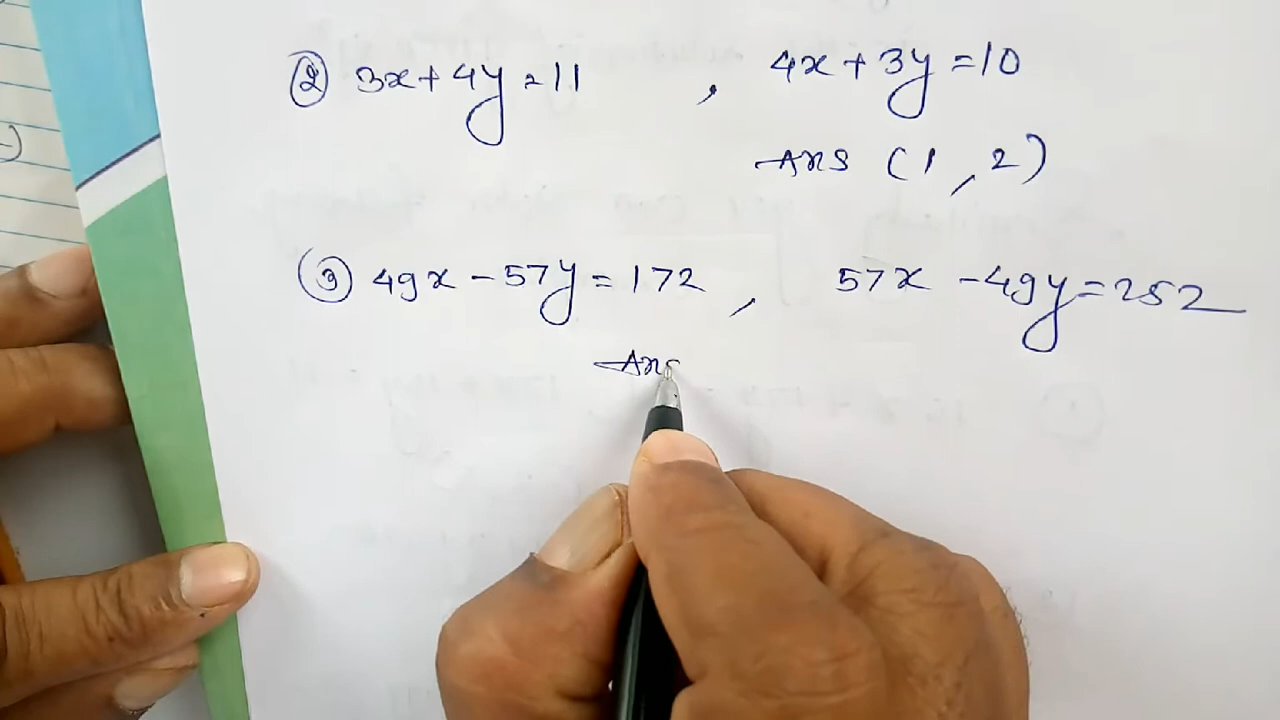 ② 3x+4y=11 , 4x+3y=10
Ans (1,2)
③ 49x-57y=172 , 57x-49y=252
Ans